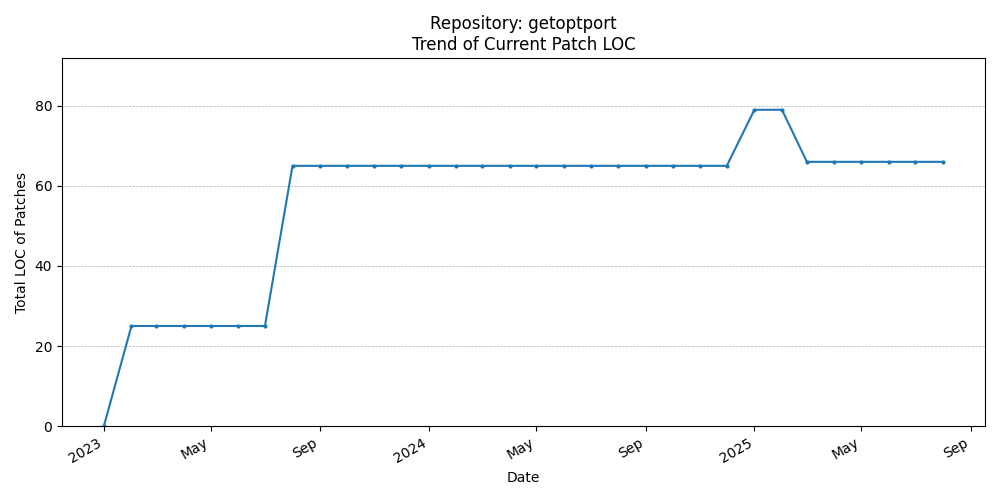 Repository: getoptport
Trend of Current Patch LOC
Total LOC of Patches
80
60
40
20
0
2023
May
Sep
2024
May
Sep
2025
May
Sep
Date